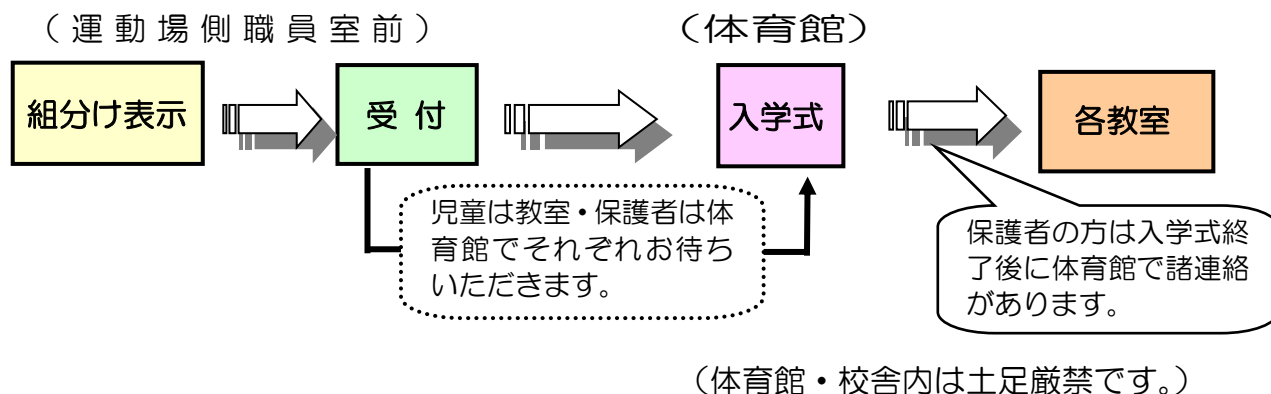 （運動場側職員室前）
（体育館）
組分け表示
受 付
入学式
各教室
児童は教室・保護者は体
育館でそれぞれお待ち
いただきます。
保護者の方は入学式終
了後に体育館で諸連絡
があります。
（体育館・校舎内は土足厳禁です。）